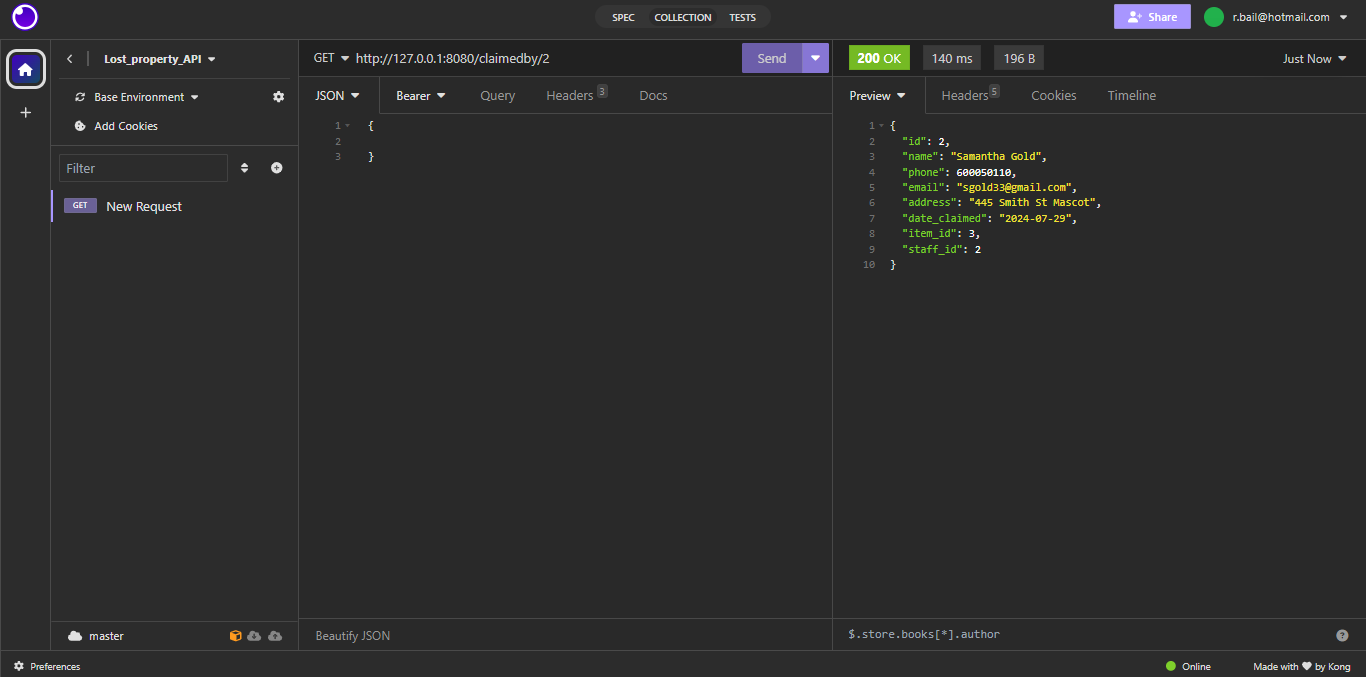 SPEC COLLECTION TESTS
Share
r.bail@hotmail.com
Lost_property_API
Base Environment
Add Cookies
Filter
GET New Request
master
Preferences
GET http://127.0.0.1:8080/claimedby/2
Send
JSON Bearer Query Headers 3 Docs
1 {
2
3 }
Beautify JSON
200 OK 140 ms 196 B Just Now
Preview Headers 5 Cookies Timeline
1 {
2 "id": 2,
3 "name": "Samantha Gold",
4 "phone": 600050110,
5 "email": "sgold33@gmail.com",
6 "address": "445 Smith St Mascot",
7 "date_claimed": "2024-07-29",
8 "item_id": 3,
9 "staff_id": 2
10 }
$.store.books[*].author
?
Online
Made with ♥ by Kong